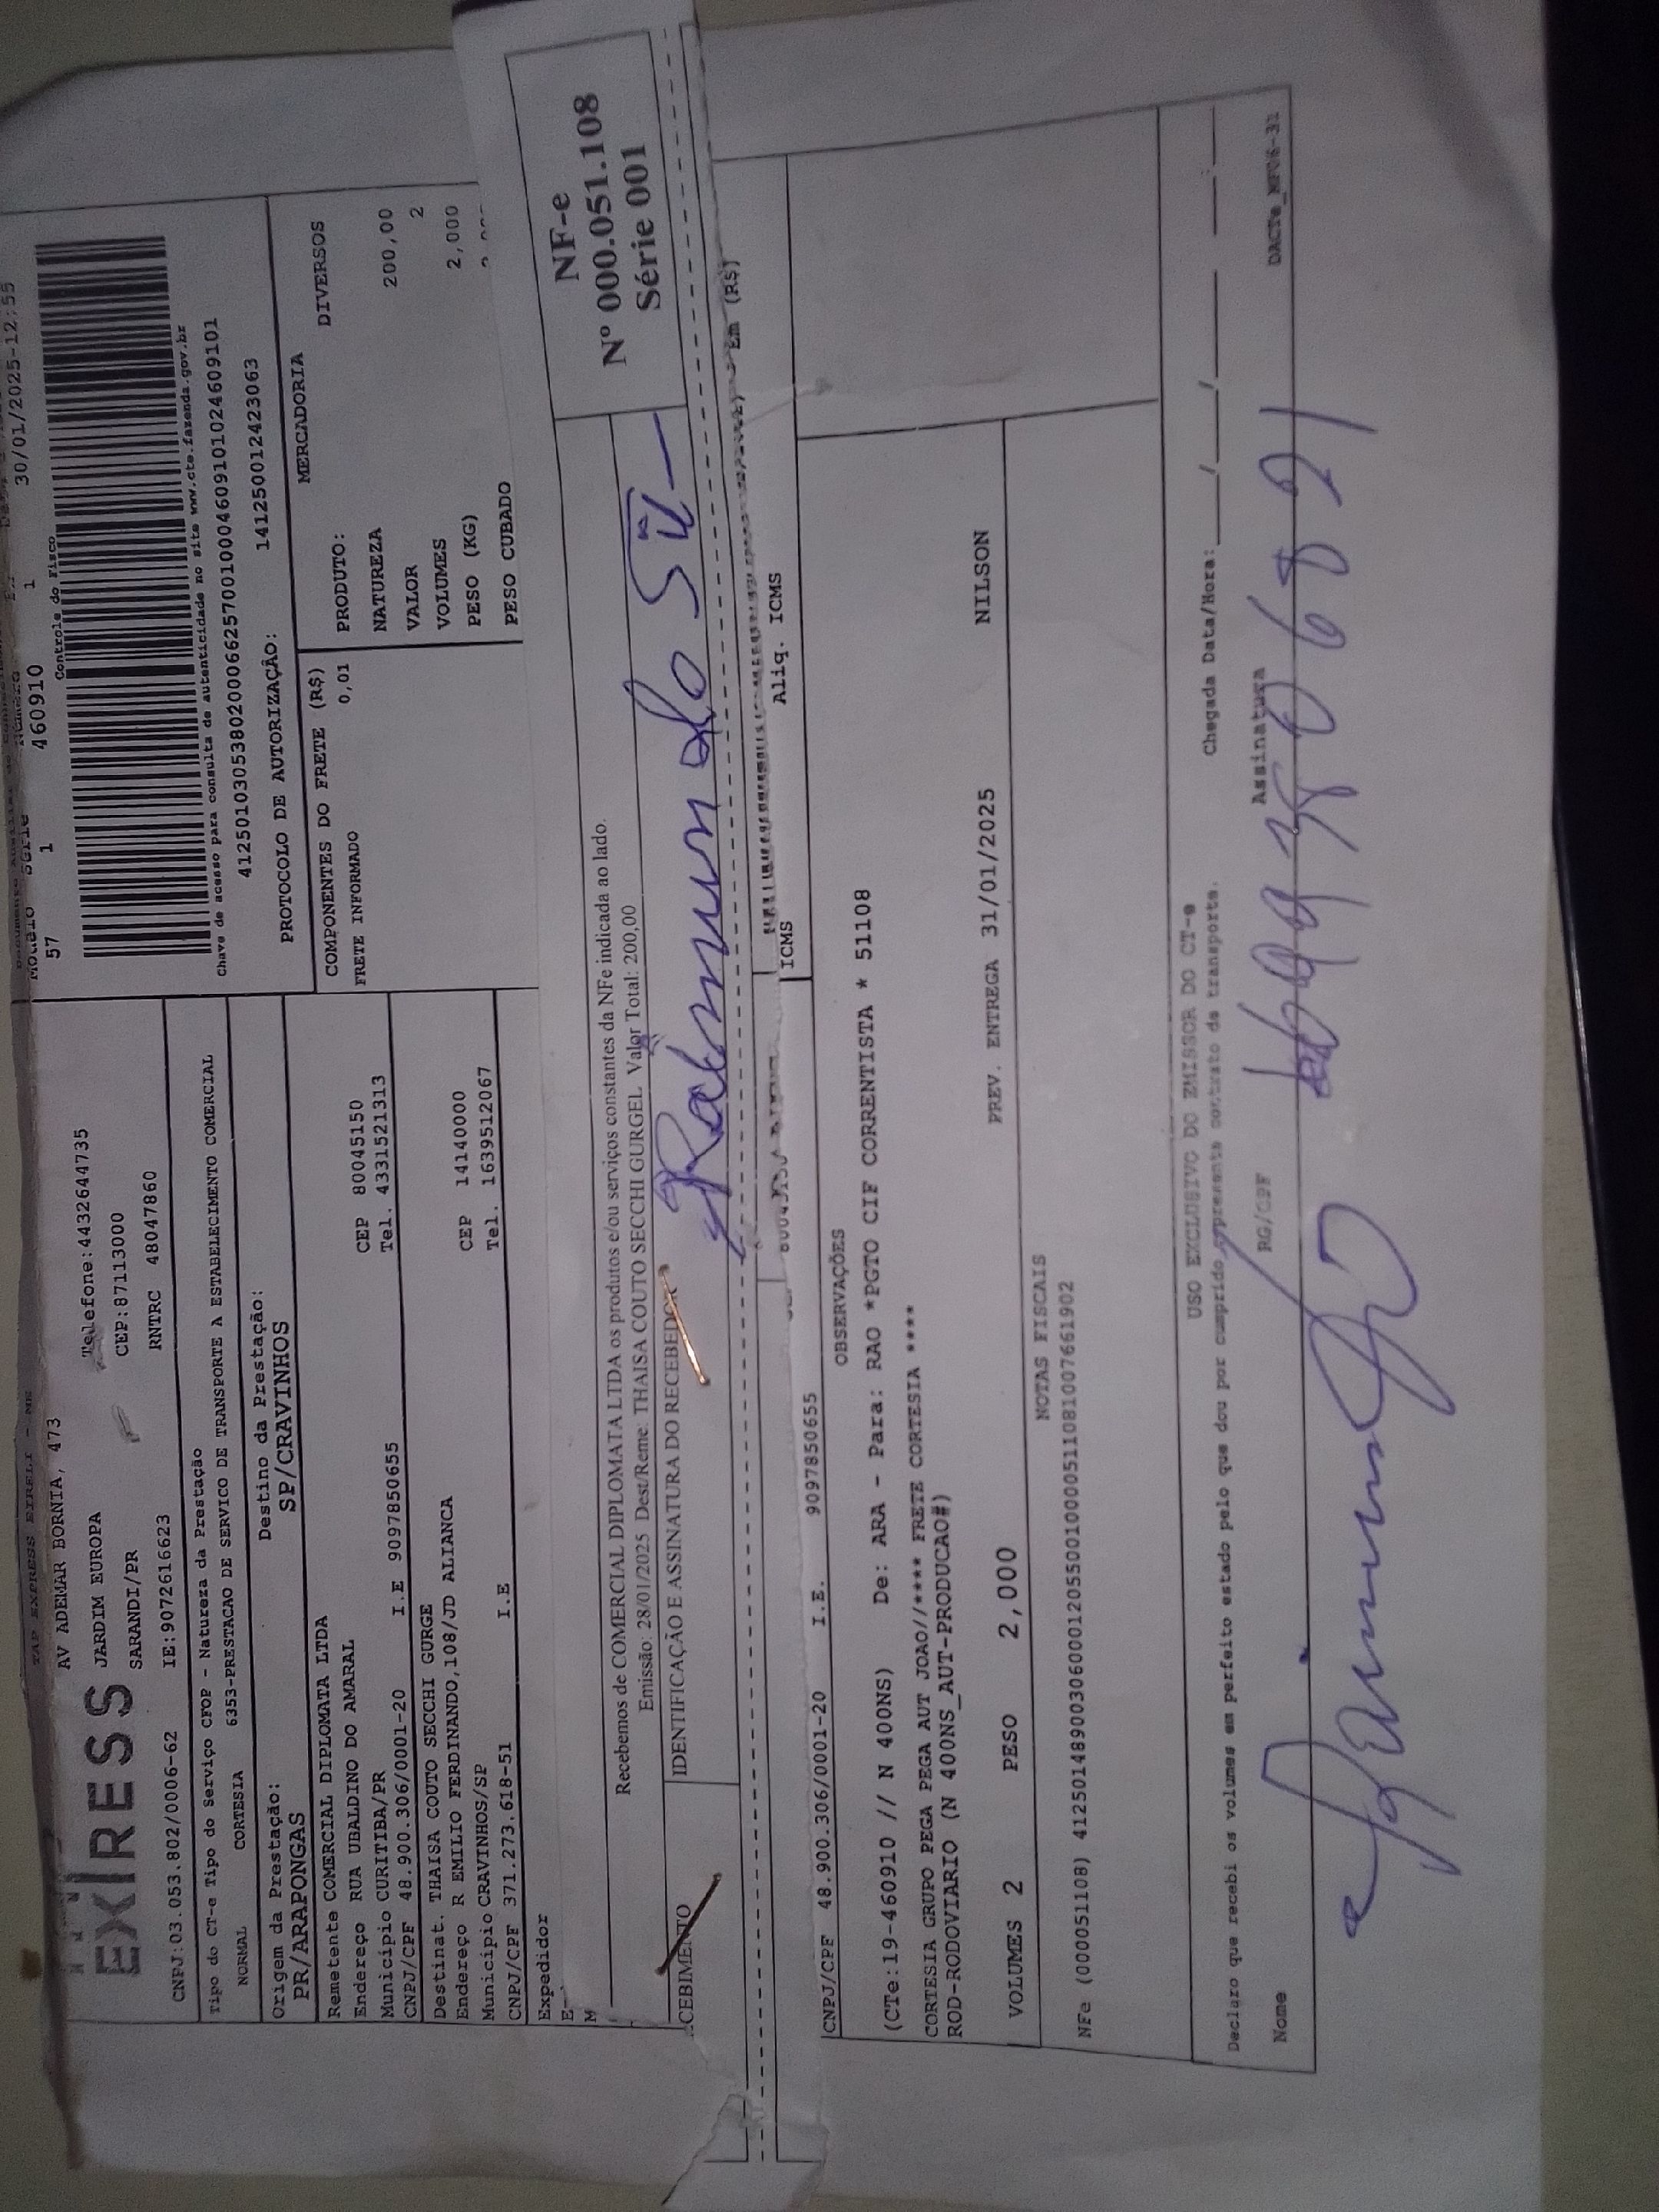 TAP EXPRESS EIRELI - ME
EXPRESS
AV ADEMAR BORNIA, 473
JARDIM EUROPA Telefone:4432644735
SARANDI/PR CEP:87113000
CNPJ:03.053.802/0006-62 IE:9072616623 RNTRC 48047860
Modelo Série Número
57 1 460910 1 30/01/2025-12:55
Controle do Fisco
Chave de acesso para consulta de autenticidade no site www.cte.fazenda.gov.br
41250103053802000662570010004609101024609101
PROTOCOLO DE AUTORIZAÇÃO: 141250012423063
Tipo do CT-e Tipo do Serviço CFOP - Natureza da Prestação
NORMAL CORTESIA 6353-PRESTACAO DE SERVICO DE TRANSPORTE A ESTABELECIMENTO COMERCIAL
Origem da Prestação: Destino da Prestação:
PR/ARAPONGAS SP/CRAVINHOS
Remetente COMERCIAL DIPLOMATA LTDA
Endereço RUA UBALDINO DO AMARAL CEP 80045150
Município CURITIBA/PR Tel. 4331521313
CNPJ/CPF 48.900.306/0001-20 I.E 9097850655
Destinat. THAISA COUTO SECCHI GURGE
Endereço R EMILIO FERDINANDO,108/JD ALIANCA CEP 14140000
Município CRAVINHOS/SP Tel. 1639512067
CNPJ/CPF 371.273.618-51 I.E
Expedidor
COMPONENTES DO FRETE (R$)
FRETE INFORMADO 0,01
MERCADORIA
PRODUTO: DIVERSOS
NATUREZA
VALOR 200,00
VOLUMES 2
PESO (KG) 2,000
PESO CUBADO
Recebemos de COMERCIAL DIPLOMATA LTDA os produtos e/ou serviços constantes da NFe indicada ao lado.
Emissão: 28/01/2025 Dest/Reme: THAISA COUTO SECCHI GURGEL Valor Total: 200,00
CEBIMENTO IDENTIFICAÇÃO E ASSINATURA DO RECEBEDOR
NF-e
Nº 000.051.108
Série 001
Em (R$)
ICMS Aliq. ICMS
CNPJ/CPF 48.900.306/0001-20 I.E. 9097850655
OBSERVAÇÕES
(CTe:19-460910 // N 400NS) De: ARA - Para: RAO *PGTO CIF CORRENTISTA * 51108
CORTESIA GRUPO PEGA PEGA AUT JOAO//**** FRETE CORTESIA ****
ROD-RODOVIARIO (N 400NS_AUT-PRODUCAO#)
VOLUMES 2 PESO 2,000 PREV. ENTREGA 31/01/2025 NILSON
NOTAS FISCAIS
NFe (000051108) 41250148900306000120550010000511081007661902
USO EXCLUSIVO DO EMISSOR DO CT-e
Declaro que recebi os volumes em perfeito estado pelo que dou por cumprido o presente contrato de transporte. Chegada Data/Hora:___/___/___ ___:___
Nome RG/CPF Assinatura DACTe_NFV6-31